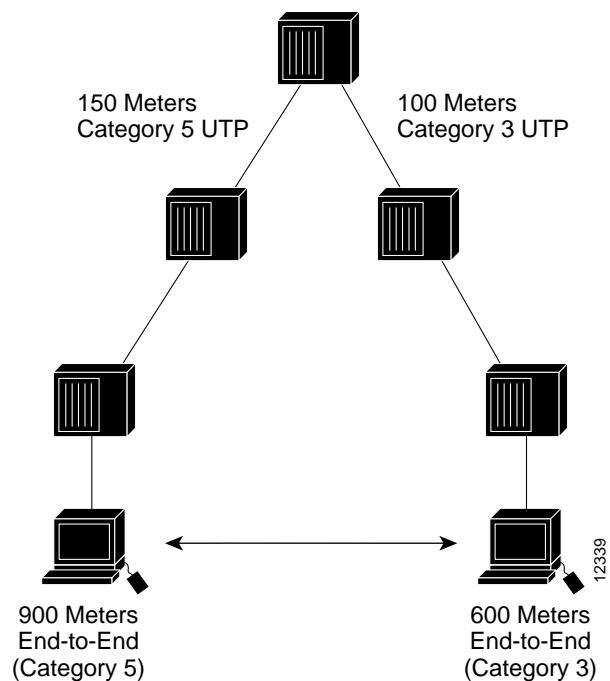 150 Meters
Category 5 UTP
100 Meters
Category 3 UTP
900 Meters
End-to-End
(Category 5)
600 Meters
End-to-End
(Category 3)
12339